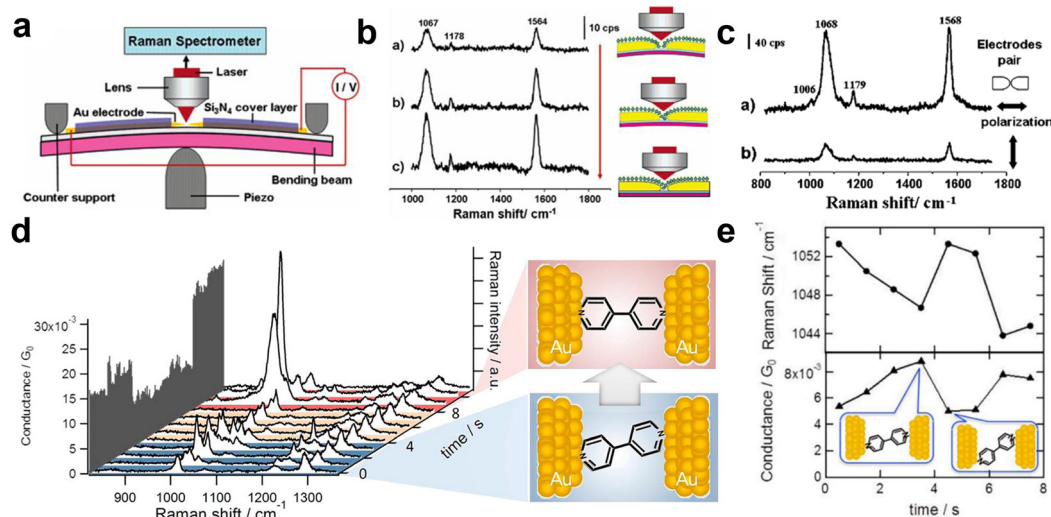 a
Raman Spectrometer
Laser
Lens
I / V
Au electrode
Si₃N₄ cover layer
Counter support
Piezo
Bending beam
b
1067
1178
1564
10 cps
a)
b)
c)
1000 1200 1400 1600 1800
Raman shift/ cm⁻¹
c
40 cps
1068
1568
1006
1179
a)
b)
Electrodes
pair
polarization
800 1000 1200 1400 1600 1800
Raman shift/ cm⁻¹
d
Conductance / G₀
30x10⁻³
25
20
15
10
5
0
Raman intensity / a.u.
900 1000 1100 1200 1300
Raman shift / cm⁻¹
0
4
8
time / s
N
N
Au
Au
N
N
Au
Au
e
Raman Shift / cm⁻¹
1052
1048
1044
Conductance / G₀
8×10⁻³
6
4
2
0
0 2 4 6 8
time / s